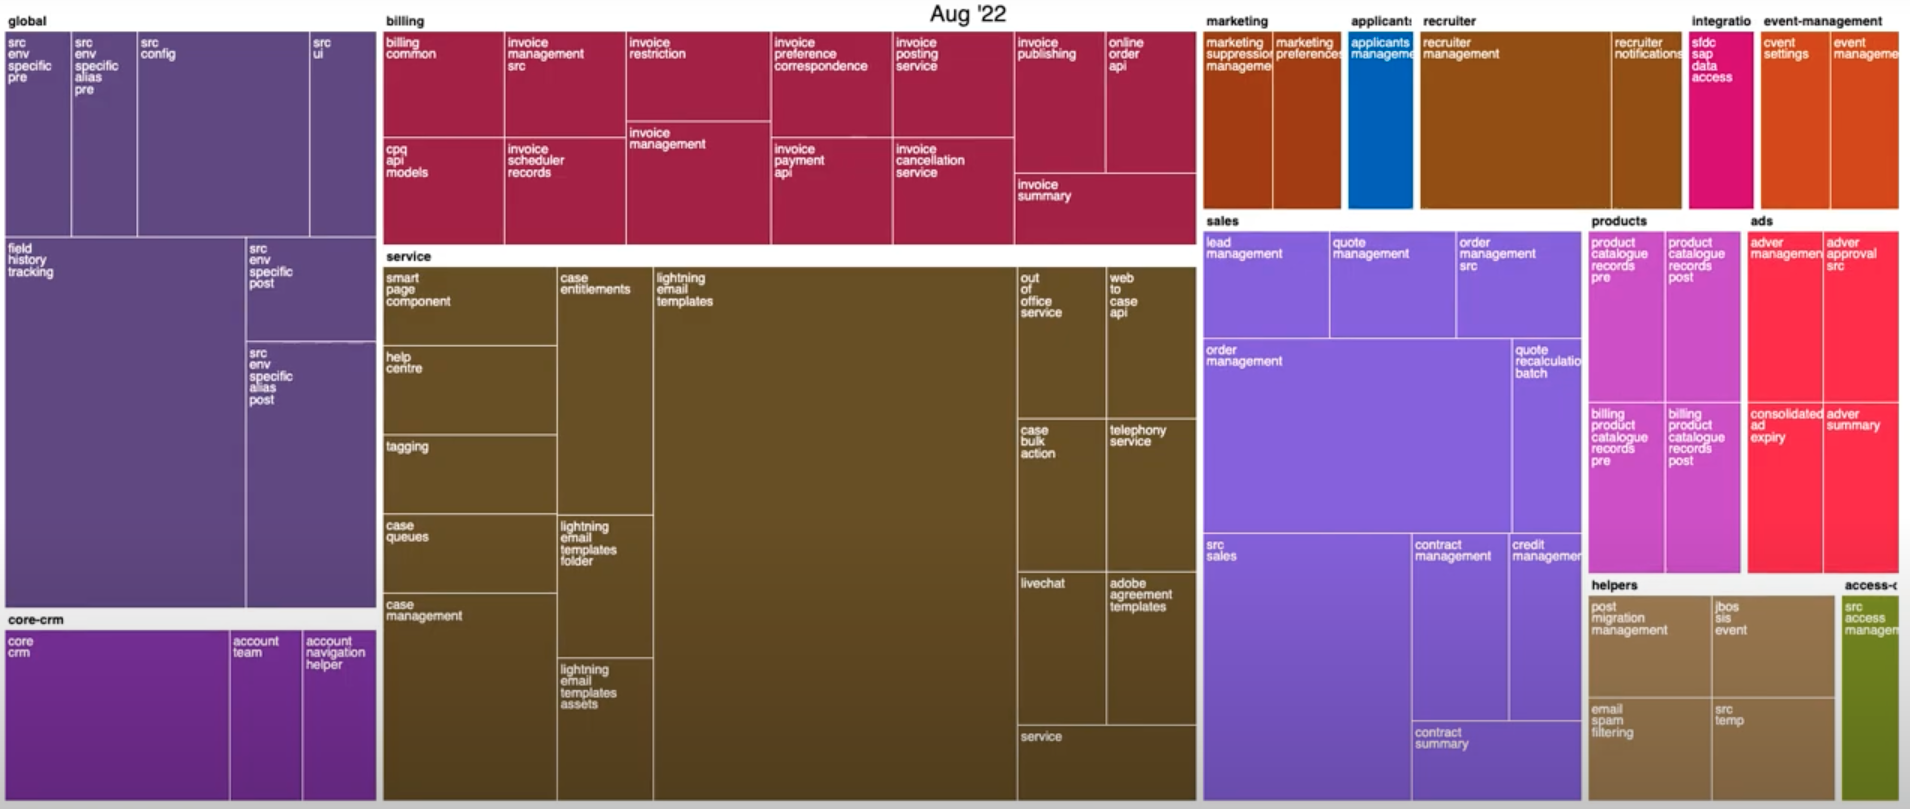 Aug '22
global
src
env
specific
pre
src
env
specific
alias
pre
src
config
src
ui
field
history
tracking
src
env
specific
post
src
env
specific
alias
post
core-crm
core
crm
account
team
account
navigation
helper
billing
billing
common
invoice
management
src
invoice
restriction
invoice
preference
correspondence
invoice
posting
service
invoice
publishing
online
order
api
cpq
api
models
invoice
scheduler
records
invoice
management
invoice
payment
api
invoice
cancellation
service
invoice
summary
service
smart
page
component
case
entitlements
lightning
email
templates
out
of
office
service
web
to
case
api
help
centre
tagging
case
queues
case
management
lightning
email
templates
folder
lightning
email
templates
assets
case
bulk
action
telephony
service
livechat
adobe
agreement
templates
service
marketing
marketing
suppression
manageme
marketing
preferences
applicants
applicants
manageme
recruiter
recruiter
management
recruiter
notifications
integratio
sfdc
sap
data
access
event-management
cvent
settings
event
manageme
sales
lead
management
quote
management
order
management
src
order
management
quote
recalculatio
batch
src
sales
contract
management
credit
managemer
contract
summary
products
product
catalogue
records
pre
product
catalogue
records
post
billing
product
catalogue
records
pre
billing
product
catalogue
records
post
ads
adver
managemen
adver
approval
src
consolidated
ad
expiry
adver
summary
helpers
post
migration
management
jbos
sis
event
email
spam
filtering
src
temp
access-c
src
access
managem